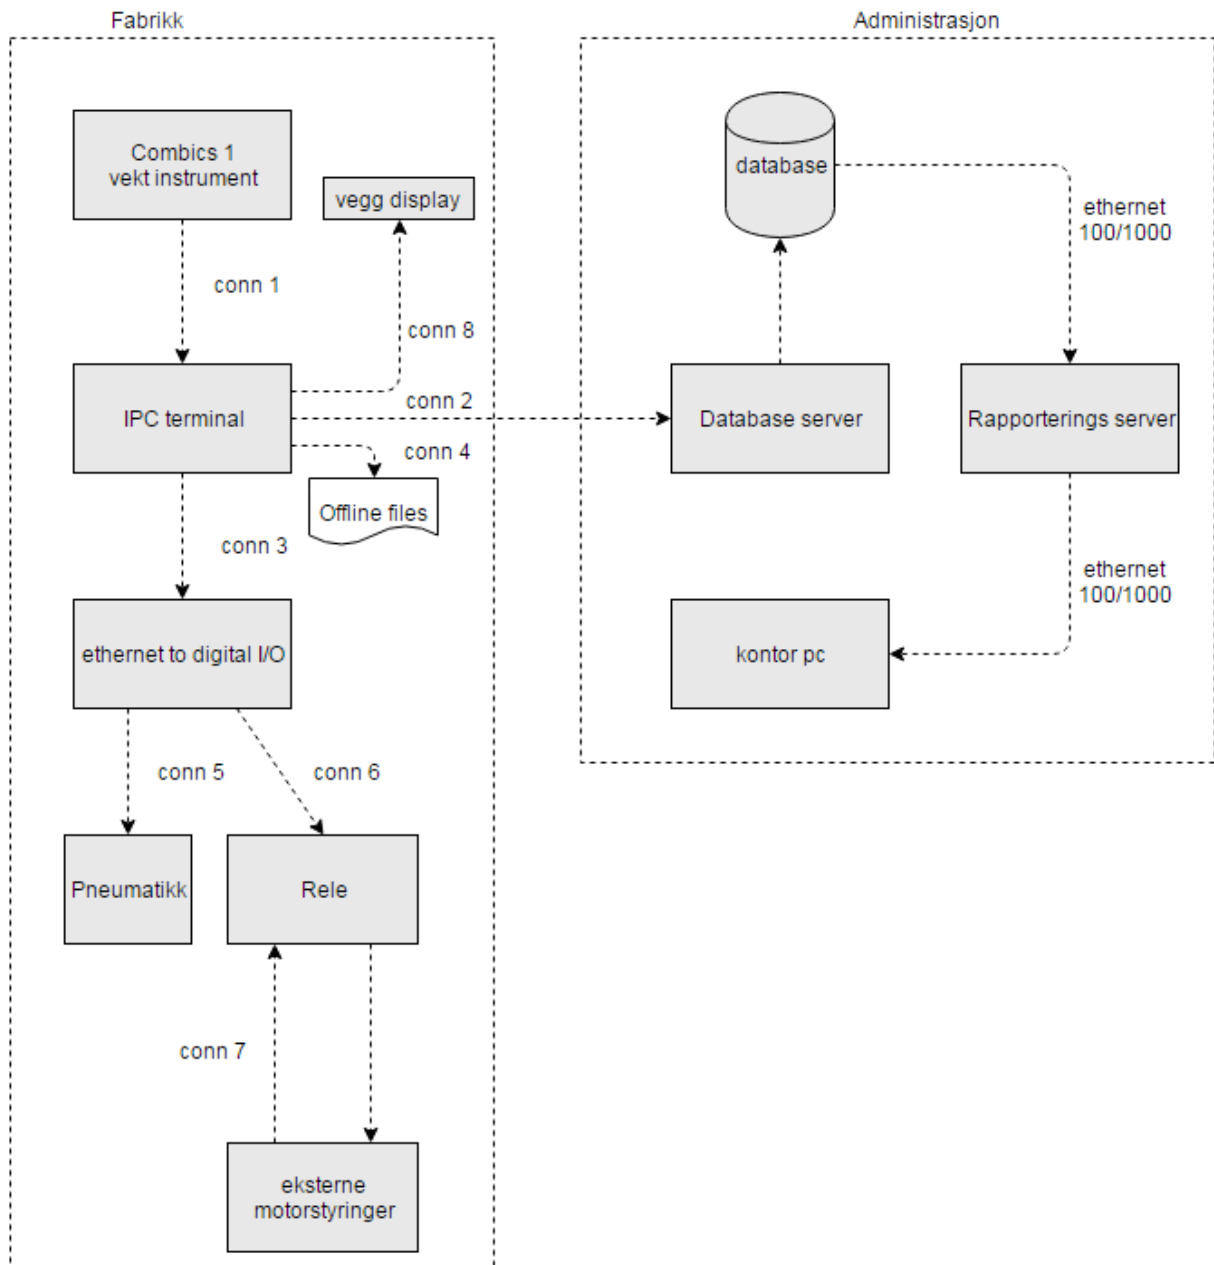 Fabrikk
Administrasjon
Combics 1
vekt instrument
vegg display
conn 1
conn 8
IPC terminal
conn 2
conn 4
Offline files
conn 3
ethernet to digital I/O
conn 5
conn 6
Pneumatikk
Rele
conn 7
eksterne
motorstyringer
database
ethernet
100/1000
Database server
Rapporterings server
ethernet
100/1000
kontor pc